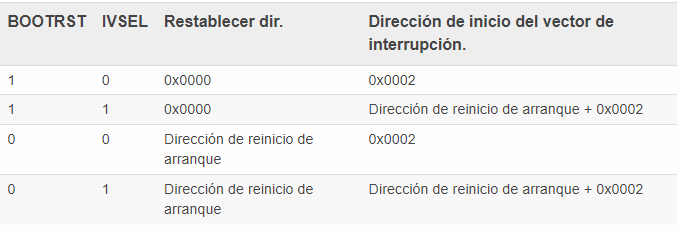 BOOTRST IVSEL Restablecer dir. Dirección de inicio del vector de
interrupción.
1 0 0x0000 0x0002
1 1 0x0000 Dirección de reinicio de arranque + 0x0002
0 0 Dirección de reinicio de 0x0002
arranque
0 1 Dirección de reinicio de Dirección de reinicio de arranque + 0x0002
arranque